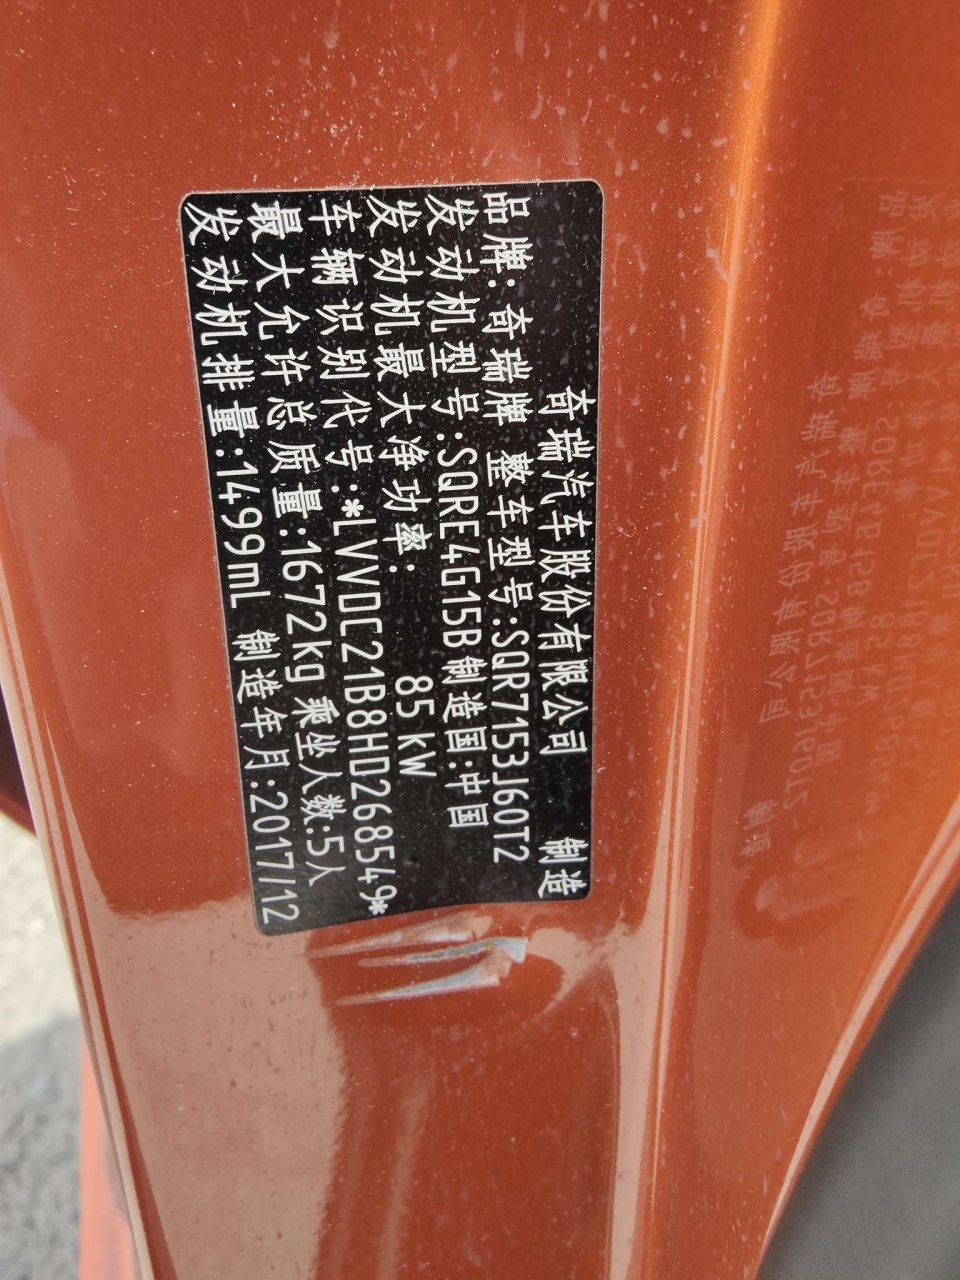 奇瑞汽车股份有限公司 制造
品牌:奇瑞牌 整车型号:SQR7153J60T2
发动机型号:SQRE4G15B 制造国:中国
发动机最大净功率: 85 kW
车辆识别代号:*LVVDC21B8HD268549*
最大允许总质量:1672kg 乘坐人数:5人
发动机排量:1499mL 制造年月:2017/12